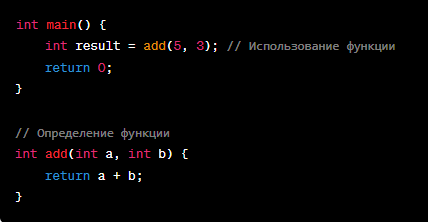 int main() {
    int result = add(5, 3); // Использование функции
    return 0;
}

// Определение функции
int add(int a, int b) {
    return a + b;
}